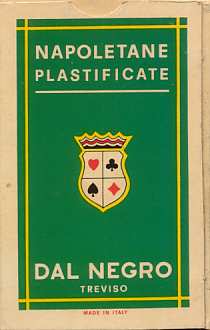 NAPOLETANE
PLASTIFICATE
DAL NEGRO
TREVISO
MADE IN ITALY